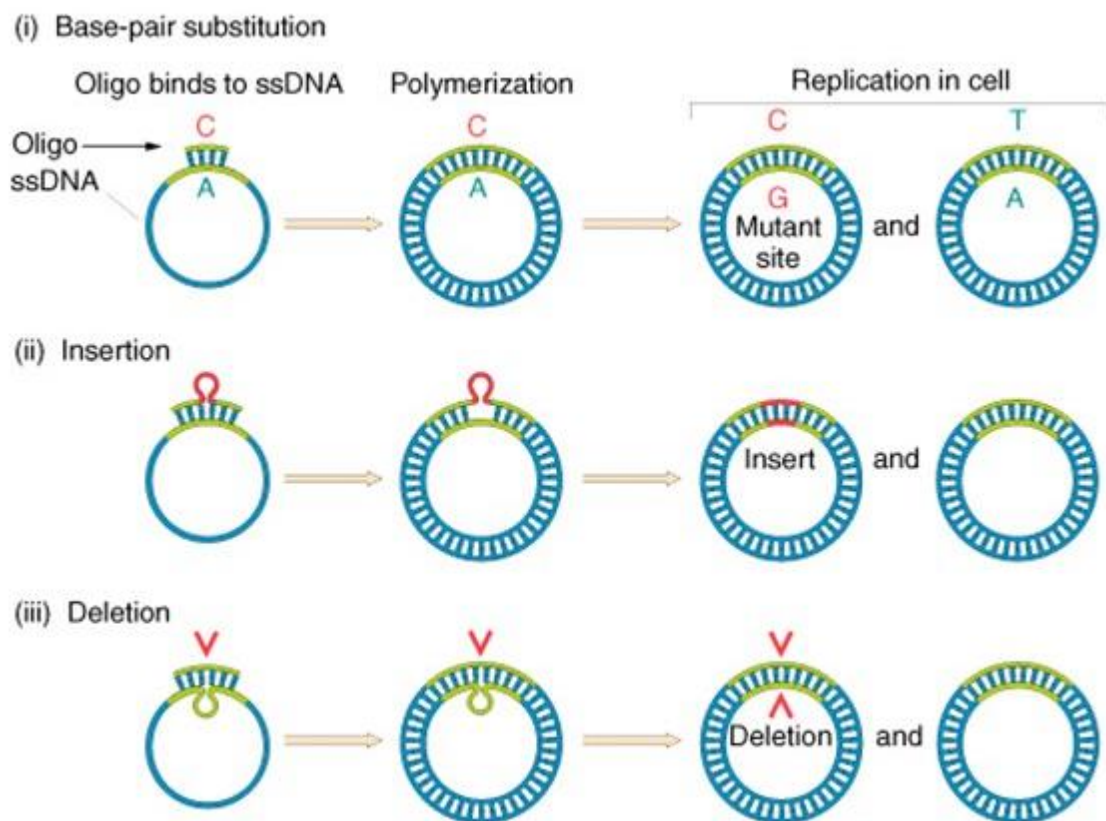 (i) Base-pair substitution
Oligo binds to ssDNA Polymerization Replication in cell
C C C T
Oligo
ssDNA
A A G A
Mutant
site
and
(ii) Insertion
Insert and
(iii) Deletion
V V V
V
Deletion and